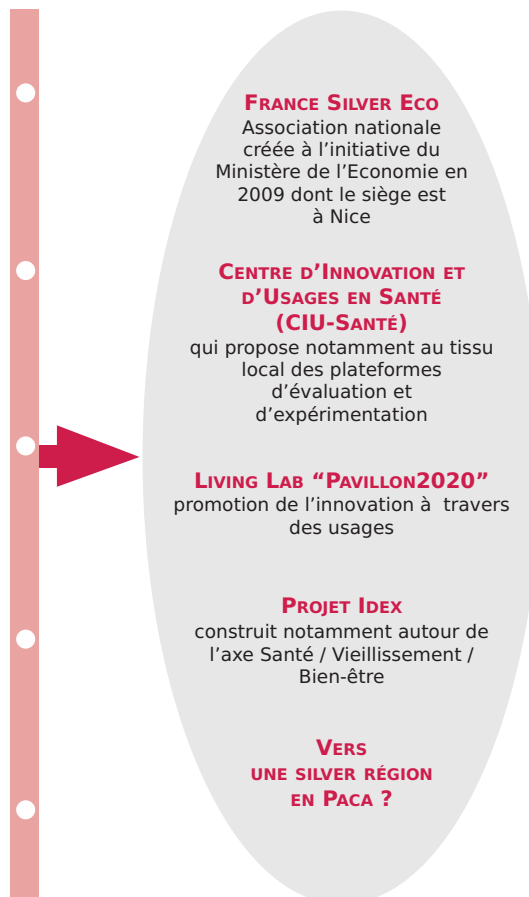 France Silver Eco
Association nationale
créée à l’initiative du
Ministère de l’Economie en
2009 dont le siège est
à Nice
Centre d’Innovation et
d’Usages en Santé
(CIU-Santé)
qui propose notamment au tissu
local des plateformes
d’évaluation et
d’expérimentation
Living Lab “Pavillon2020”
promotion de l’innovation à travers
des usages
Projet Idex
construit notamment autour de
l’axe Santé / Vieillissement /
Bien-être
Vers
une silver région
en Paca ?